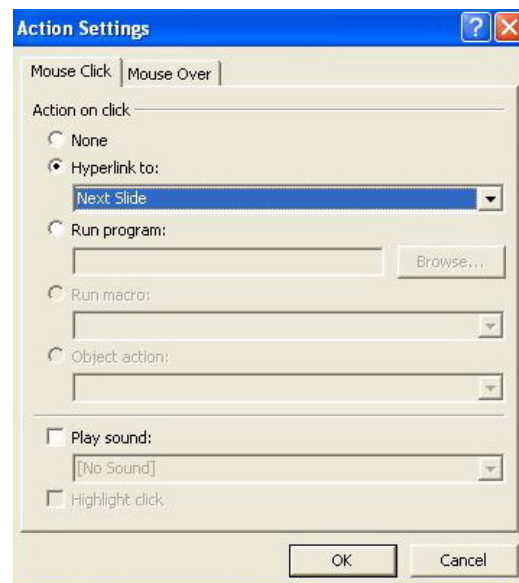 Action Settings
Mouse Click Mouse Over
Action on click
None
Hyperlink to:
Next Slide
Run program:
Browse...
Run macro:
Object action:
Play sound:
[No Sound]
Highlight click
OK Cancel